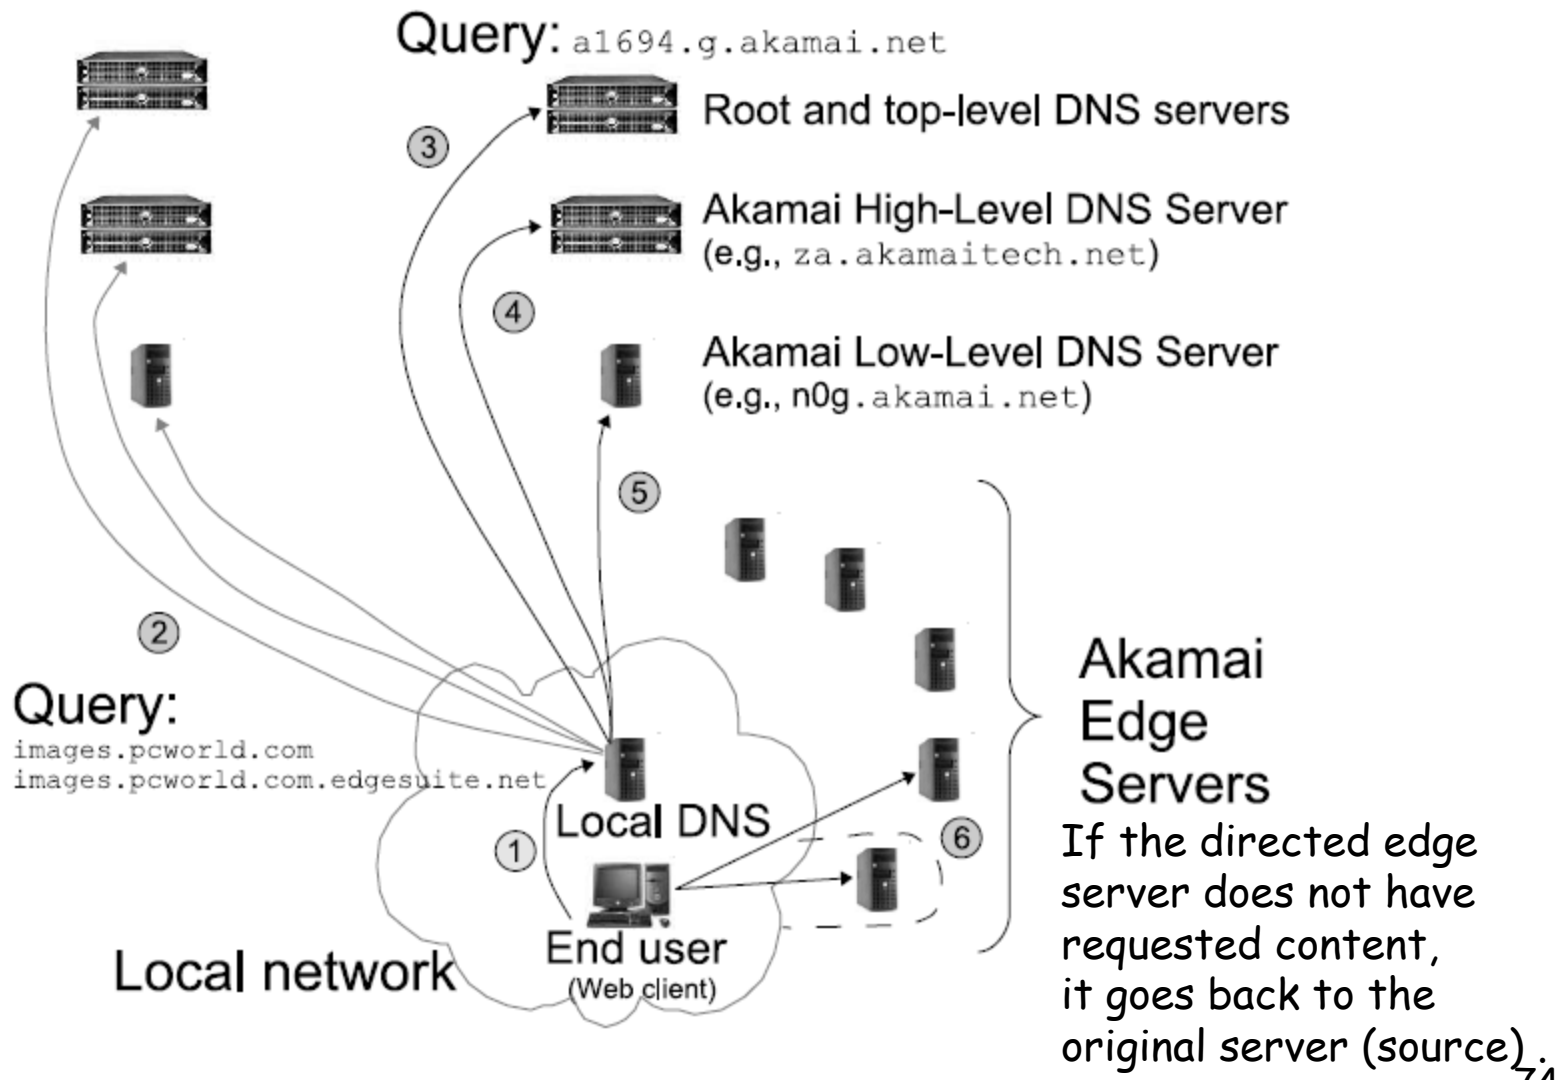 Query: a1694.g.akamai.net
Root and top-level DNS servers
3
Akamai High-Level DNS Server
(e.g., za.akamaitech.net)
4
Akamai Low-Level DNS Server
(e.g., n0g.akamai.net)
5
2
Query:
images.pcworld.com
images.pcworld.com.edgesuite.net
Local DNS
1
6
End user
(Web client)
Local network
Akamai
Edge
Servers
If the directed edge
server does not have
requested content,
it goes back to the
original server (source).
74